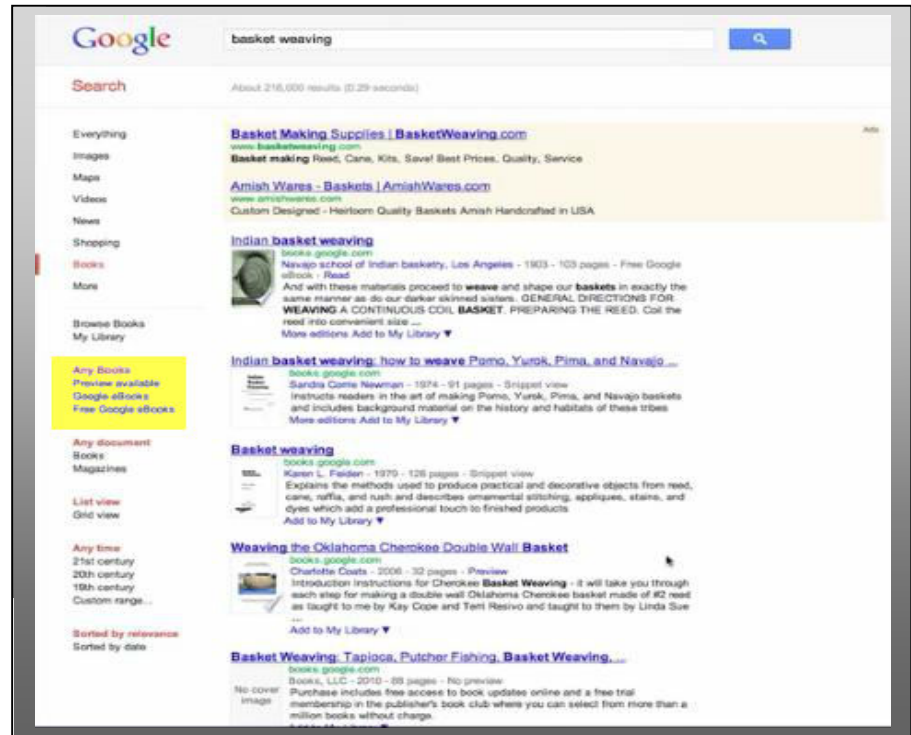 Google
basket weaving
Search
About 216,000 results (0.29 seconds)
Everything
Images
Maps
Videos
News
Shopping
Books
More
Browse Books
My Library
Any Books
Preview available
Google eBooks
Free Google eBooks
Any document
Books
Magazines
List view
Grid view
Any time
21st century
20th century
19th century
Custom range...
Sorted by relevance
Sorted by date
Ads
Basket Making Supplies | BasketWeaving.com
www.basketweaving.com
Basket making Reed, Cane, Kits, Save! Best Prices, Quality, Service
Amish Wares - Baskets | AmishWares.com
www.amishwares.com
Custom Designed - Heirloom Quality Baskets Amish Handcrafted in USA
Indian basket weaving
books.google.com
Navajo school of Indian basketry, Los Angeles - 1903 - 103 pages - Free Google
eBook - Read
And with these materials proceed to weave and shape our baskets in exactly the
same manner as do our darker skinned sisters. GENERAL DIRECTIONS FOR
WEAVING A CONTINUOUS COIL BASKET. PREPARING THE REED. Coil the
reed into convenient size ...
More editions Add to My Library ▼
Indian basket weaving: how to weave Pomo, Yurok, Pima, and Navajo ...
books.google.com
Sandra Corrie Newman - 1974 - 91 pages - Snippet view
Instructs readers in the art of making Pomo, Yurok, Pima, and Navajo baskets
and includes background material on the history and habitats of these tribes
More editions Add to My Library ▼
Basket weaving
books.google.com
Karen L. Feiden - 1979 - 128 pages - Snippet view
Explains the methods used to produce practical and decorative objects from reed,
cane, raffia, and rush and describes ornamental stitching, appliques, stains, and
dyes which add a professional touch to finished products
Add to My Library ▼
Weaving the Oklahoma Cherokee Double Wall Basket
books.google.com
Charlotte Coats - 2006 - 32 pages - Preview
Introduction Instructions for Cherokee Basket Weaving - it will take you through
each step for making a double wall Oklahoma Cherokee basket made of #2 reed
as taught to me by Kay Cope and Terri Resivo and taught to them by Linda Sue
...
Add to My Library ▼
Basket Weaving: Tapioca, Putcher Fishing, Basket Weaving, ...
books.google.com
Books, LLC - 2010 - 88 pages - No preview
No cover
image
Purchase includes free access to book updates online and a free trial
membership in the publisher's book club where you can select from more than a
million books without charge.
Add to My Library ▼